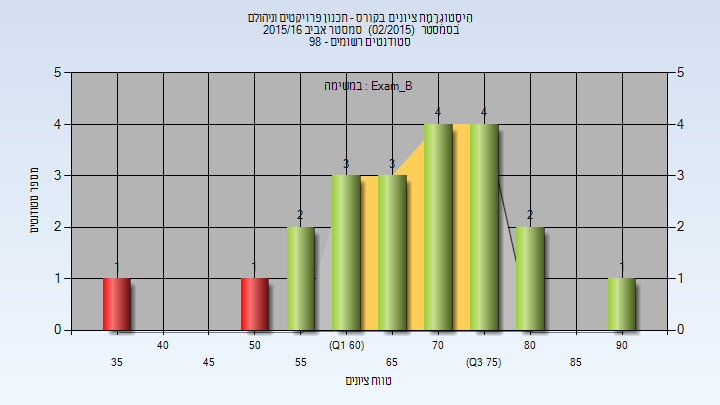 היסטוגרמת ציונים בקורס - תכנון פרויקטים וניהולם
בסמסטר (02/2015) סמסטר אביב 2015/16
סטודנטים רשומים - 98
במשימה : Exam_B
5 5
4 4
3 3
2 2
1 1
0 0
1 1 2 3 3 4 4 2 1
מספר סטודנטים
40 50 (Q1 60) 70 80 90
35 45 55 65 (Q3 75) 85
טווח ציונים